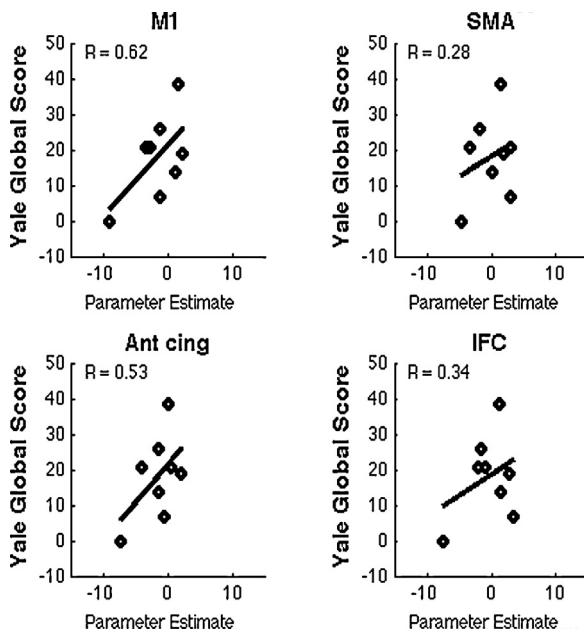 M1
R = 0.62
Yale Global Score
50
40
30
20
10
0
-10
-10 0 10
Parameter Estimate
SMA
R = 0.28
Yale Global Score
50
40
30
20
10
0
-10
-10 0 10
Parameter Estimate
Ant cing
R = 0.53
Yale Global Score
50
40
30
20
10
0
-10
-10 0 10
Parameter Estimate
IFC
R = 0.34
Yale Global Score
50
40
30
20
10
0
-10
-10 0 10
Parameter Estimate